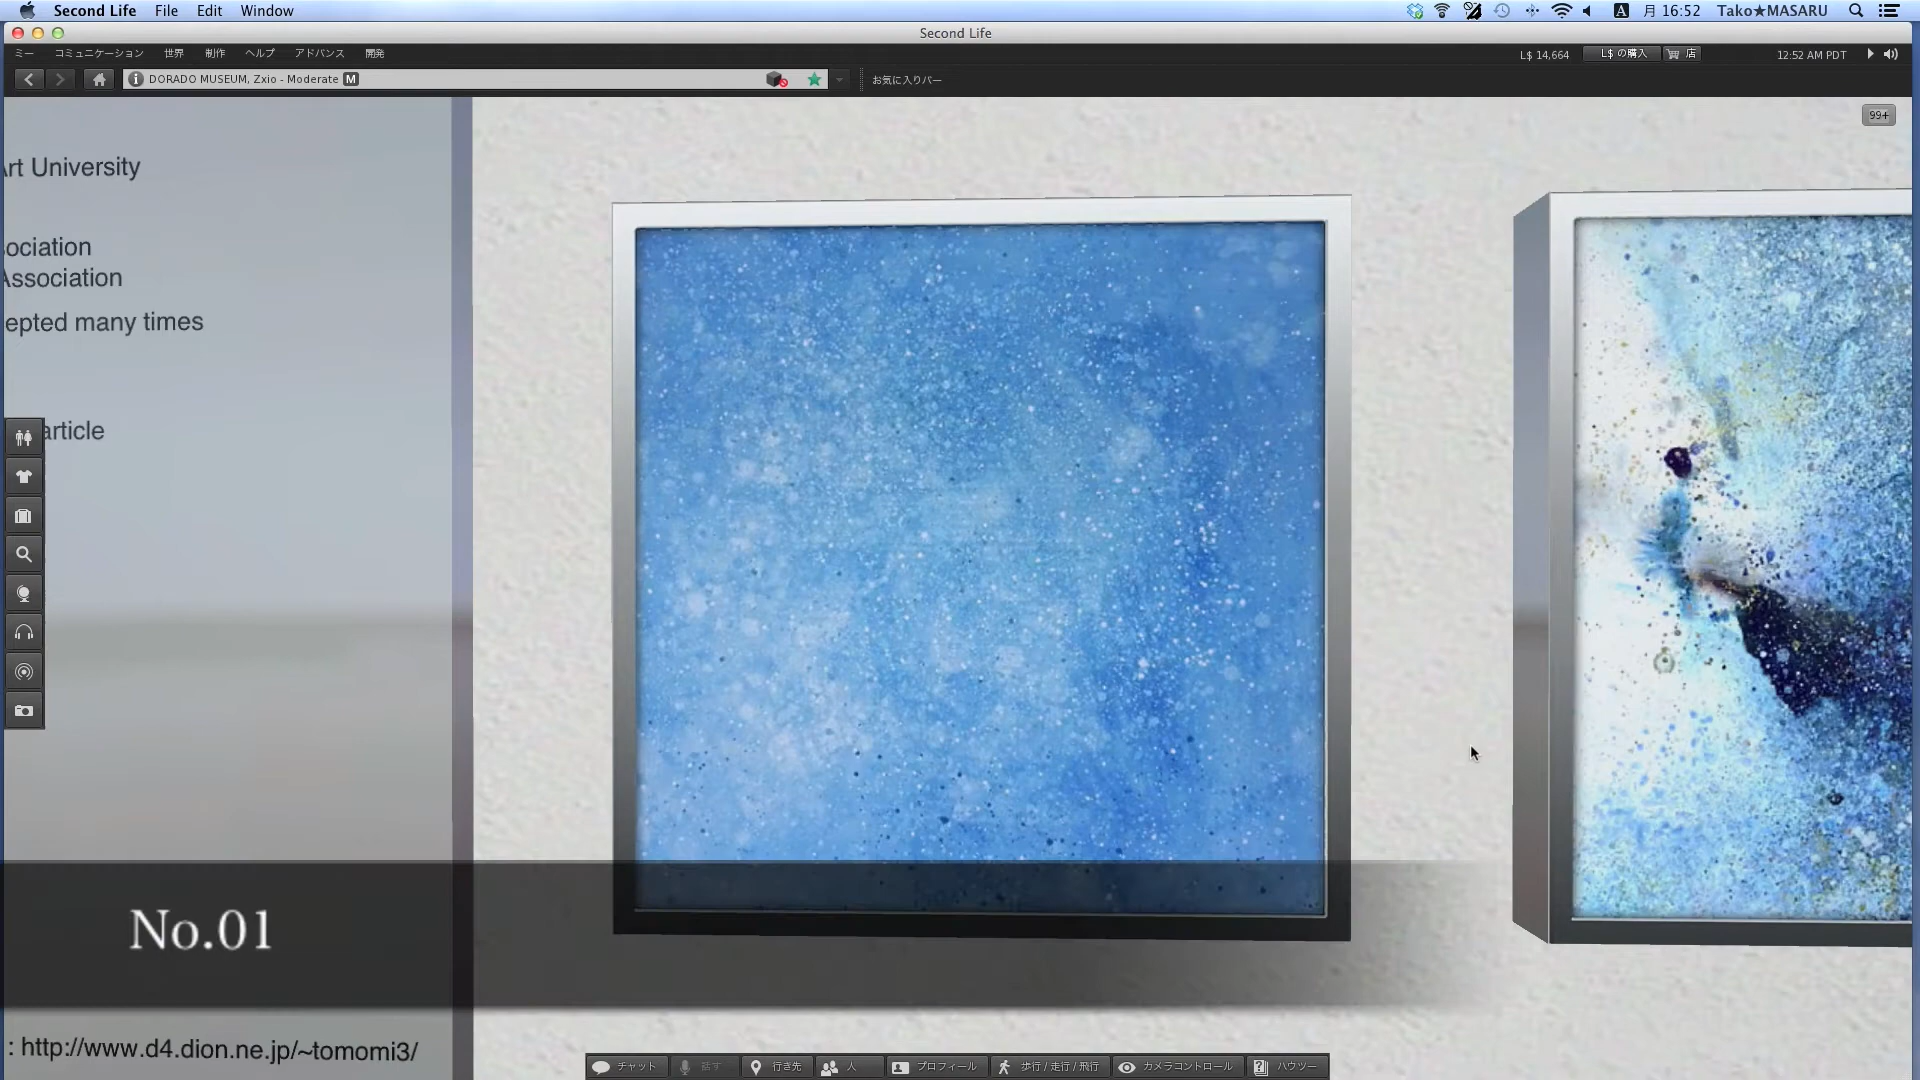 Second Life File Edit Window
A 月 16:52 Tako★MASARU
Second Life
ミー コミュニケーション 世界 制作 ヘルプ アドバンス 開発
L$ 14,664 L$ の購入 店 12:52 AM PDT
DORADO MUSEUM, Zxio - Moderate M
お気に入りバー
99+
Art University
sociation
Association
epted many times
article
No.01
: http://www.d4.dion.ne.jp/~tomomi3/
チャット 話す 行き先 人 プロフィール 歩行 / 走行 / 飛行 カメラコントロール ハウツー